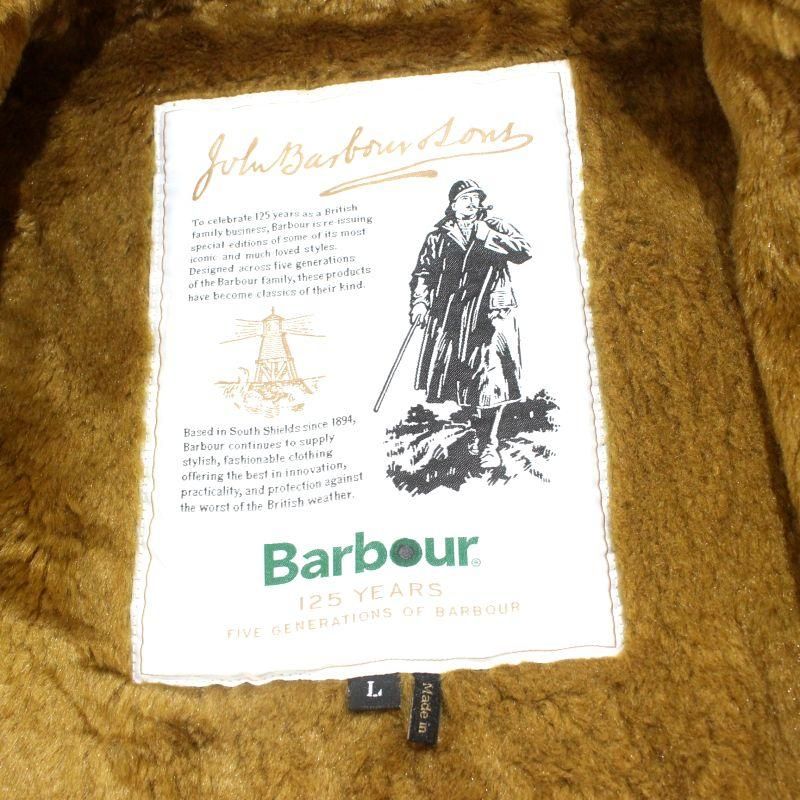 John Barbour & Sons
To celebrate 125 years as a British
family business, Barbour is re-issuing
special editions of some of its most
iconic and much loved styles.
Designed across five generations
of the Barbour family, these products
have become classics of their kind.
Based in South Shields since 1894,
Barbour continues to supply
stylish, fashionable clothing
offering the best in innovation,
practicality, and protection against
the worst of the British weather.
Barbour®
125 YEARS
FIVE GENERATIONS OF BARBOUR
L
Made in